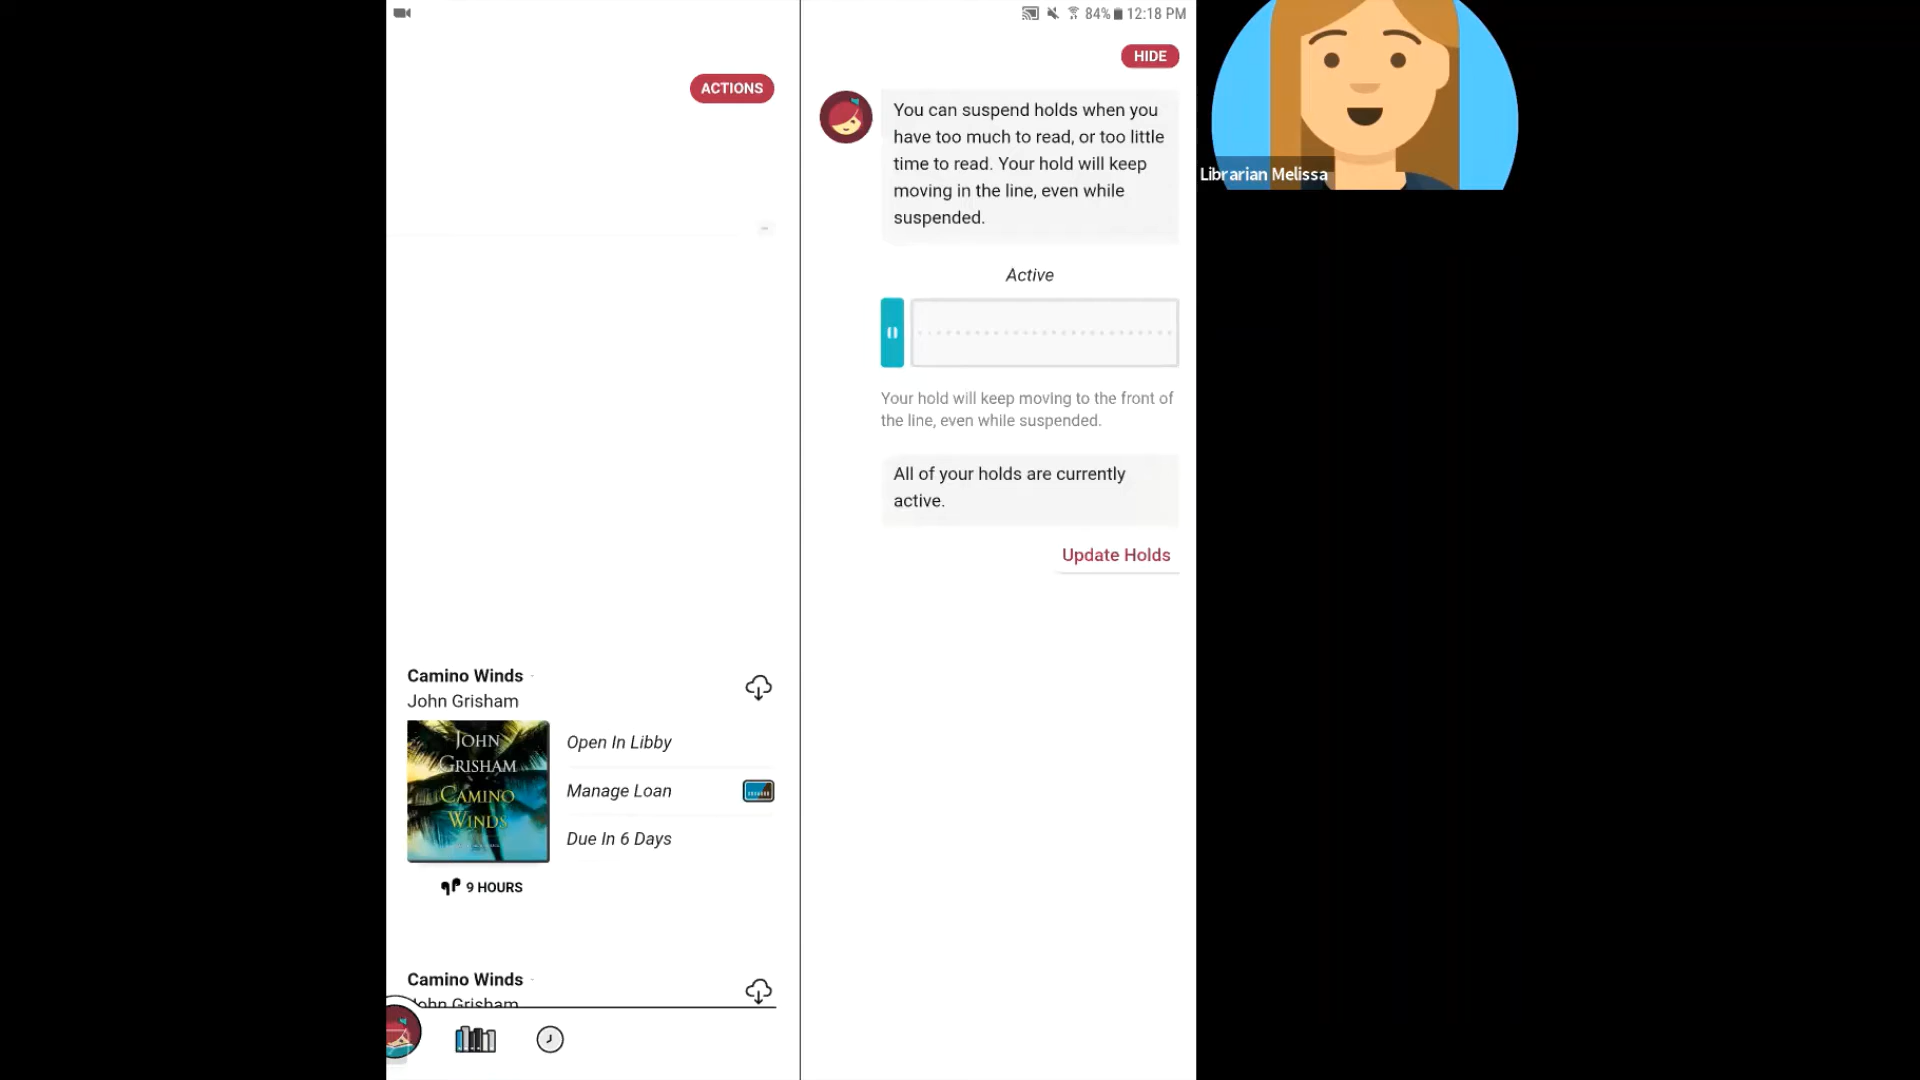 84% 12:18 PM
ACTIONS
Camino Winds
John Grisham
JOHN
GRISHAM
CAMINO
WINDS
Open In Libby
Manage Loan
Due In 6 Days
9 HOURS
Camino Winds
John Grisham
HIDE
You can suspend holds when you
have too much to read, or too little
time to read. Your hold will keep
moving in the line, even while
suspended.
Active
Your hold will keep moving to the front of
the line, even while suspended.
All of your holds are currently
active.
Update Holds
Librarian Melissa